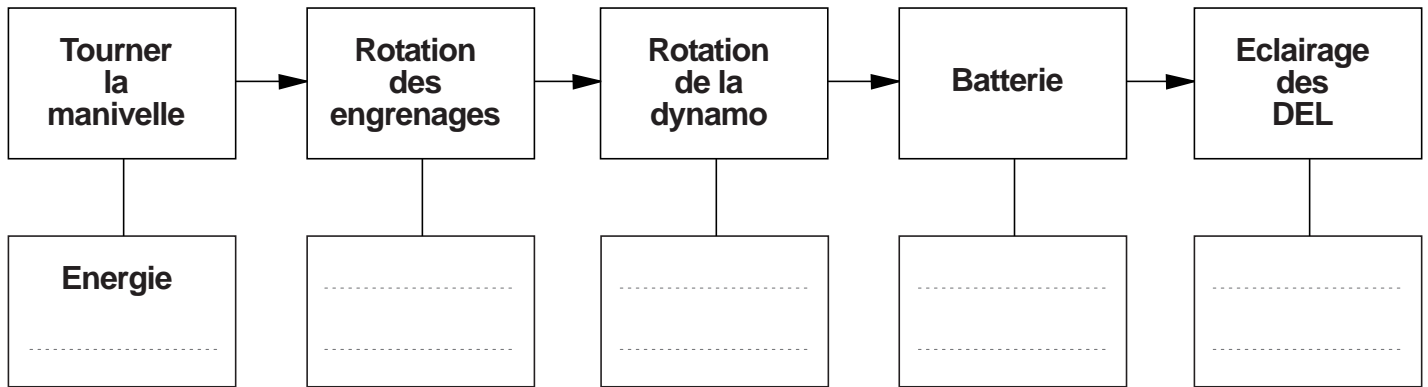 Tourner
la
manivelle
Rotation
des
engrenages
Rotation
de la
dynamo
Batterie
Eclairage
des
DEL
Energie